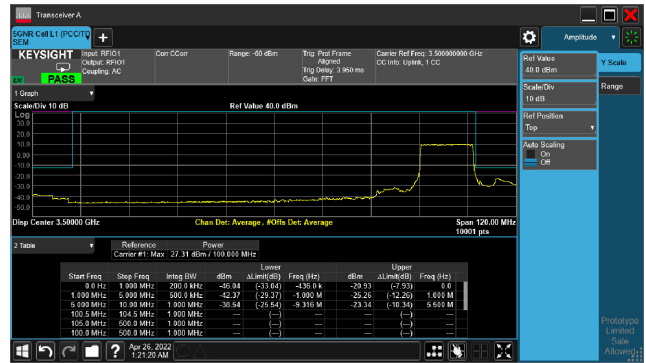 Transceiver A
5GNR Cell L1 (PCC/TD
SEM
Amplitude
KEYSIGHT
Input: RFIO1
Output: RFIO1
Coupling: AC
Corr CCorr
Range: -60 dBm
Trig: Prot Frame
Aligned
Trig Delay: 3.950 ms
Gate: FFT
Carrier Ref Freq: 3.500000000 GHz
CC Info: Uplink, 1 CC
PASS
Ref Value
40.0 dBm
Y Scale
Scale/Div
10 dB
Range
Ref Position
Top
Auto Scaling
On
Off
1 Graph
Scale/Div 10 dB
Ref Value 40.0 dBm
Log
30.0
20.0
10.0
0.00
-10.0
-20.0
-30.0
-40.0
-50.0
Disp Center 3.50000 GHz
Chan Det: Average , #Offs Det: Average
Span 120.00 MHz
10001 pts
2 Table
Reference Power
Carrier #1: Max 27.31 dBm / 100.000 MHz
Lower Upper
Start Freq Stop Freq Integ BW dBm ΔLimit(dB) Freq (Hz) dBm ΔLimit(dB) Freq (Hz)
0.0 Hz 1.000 MHz 200.0 kHz -46.04 (-33.04) -436.0 k -20.93 (-7.93) 0.0
1.000 MHz 5.000 MHz 500.0 kHz -42.37 (-29.37) -1.000 M -25.26 (-12.26) 1.000 M
5.000 MHz 10.00 MHz 1.000 MHz -38.54 (-25.54) -9.316 M -23.34 (-10.34) 5.000 M
100.5 MHz 104.5 MHz 1.000 MHz --- (---) --- --- (---) ---
105.0 MHz 500.0 MHz 1.000 MHz --- (---) --- --- (---) ---
100.0 MHz 500.0 MHz 1.000 MHz --- (---) --- --- (---) ---
Prototype
Limited
Sale
Allowed
Apr 26, 2022
1:21:20 AM